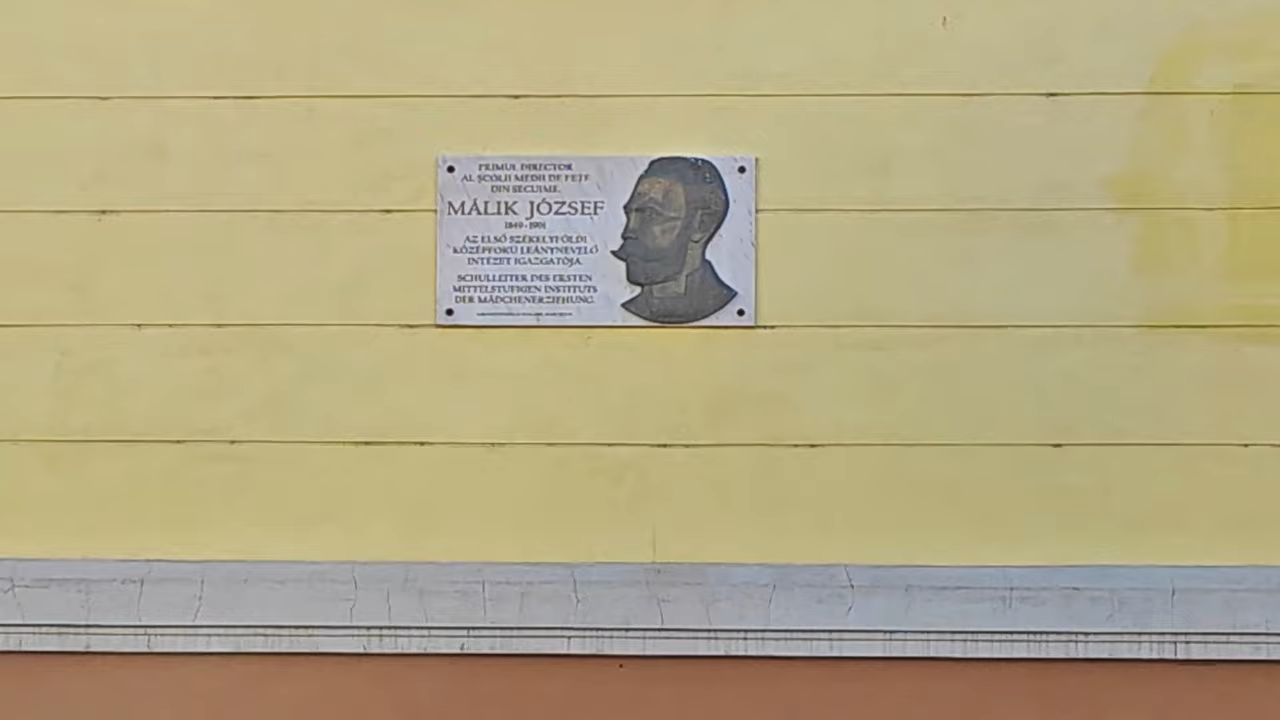 PRIMUL DIRECTOR
AL ȘCOLII MEDII DE FETE
DIN SECUIME.
MÁLIK JÓZSEF
1849-1901
AZ ELSŐ SZÉKELYFÖLDI
KÖZÉPFOKÚ LEÁNYNEVELŐ
INTÉZET IGAZGATÓJA.
SCHULLEITER DES ERSTEN
MITTELSTUFIGEN INSTITUTS
DER MÄDCHENERZIEHUNG.